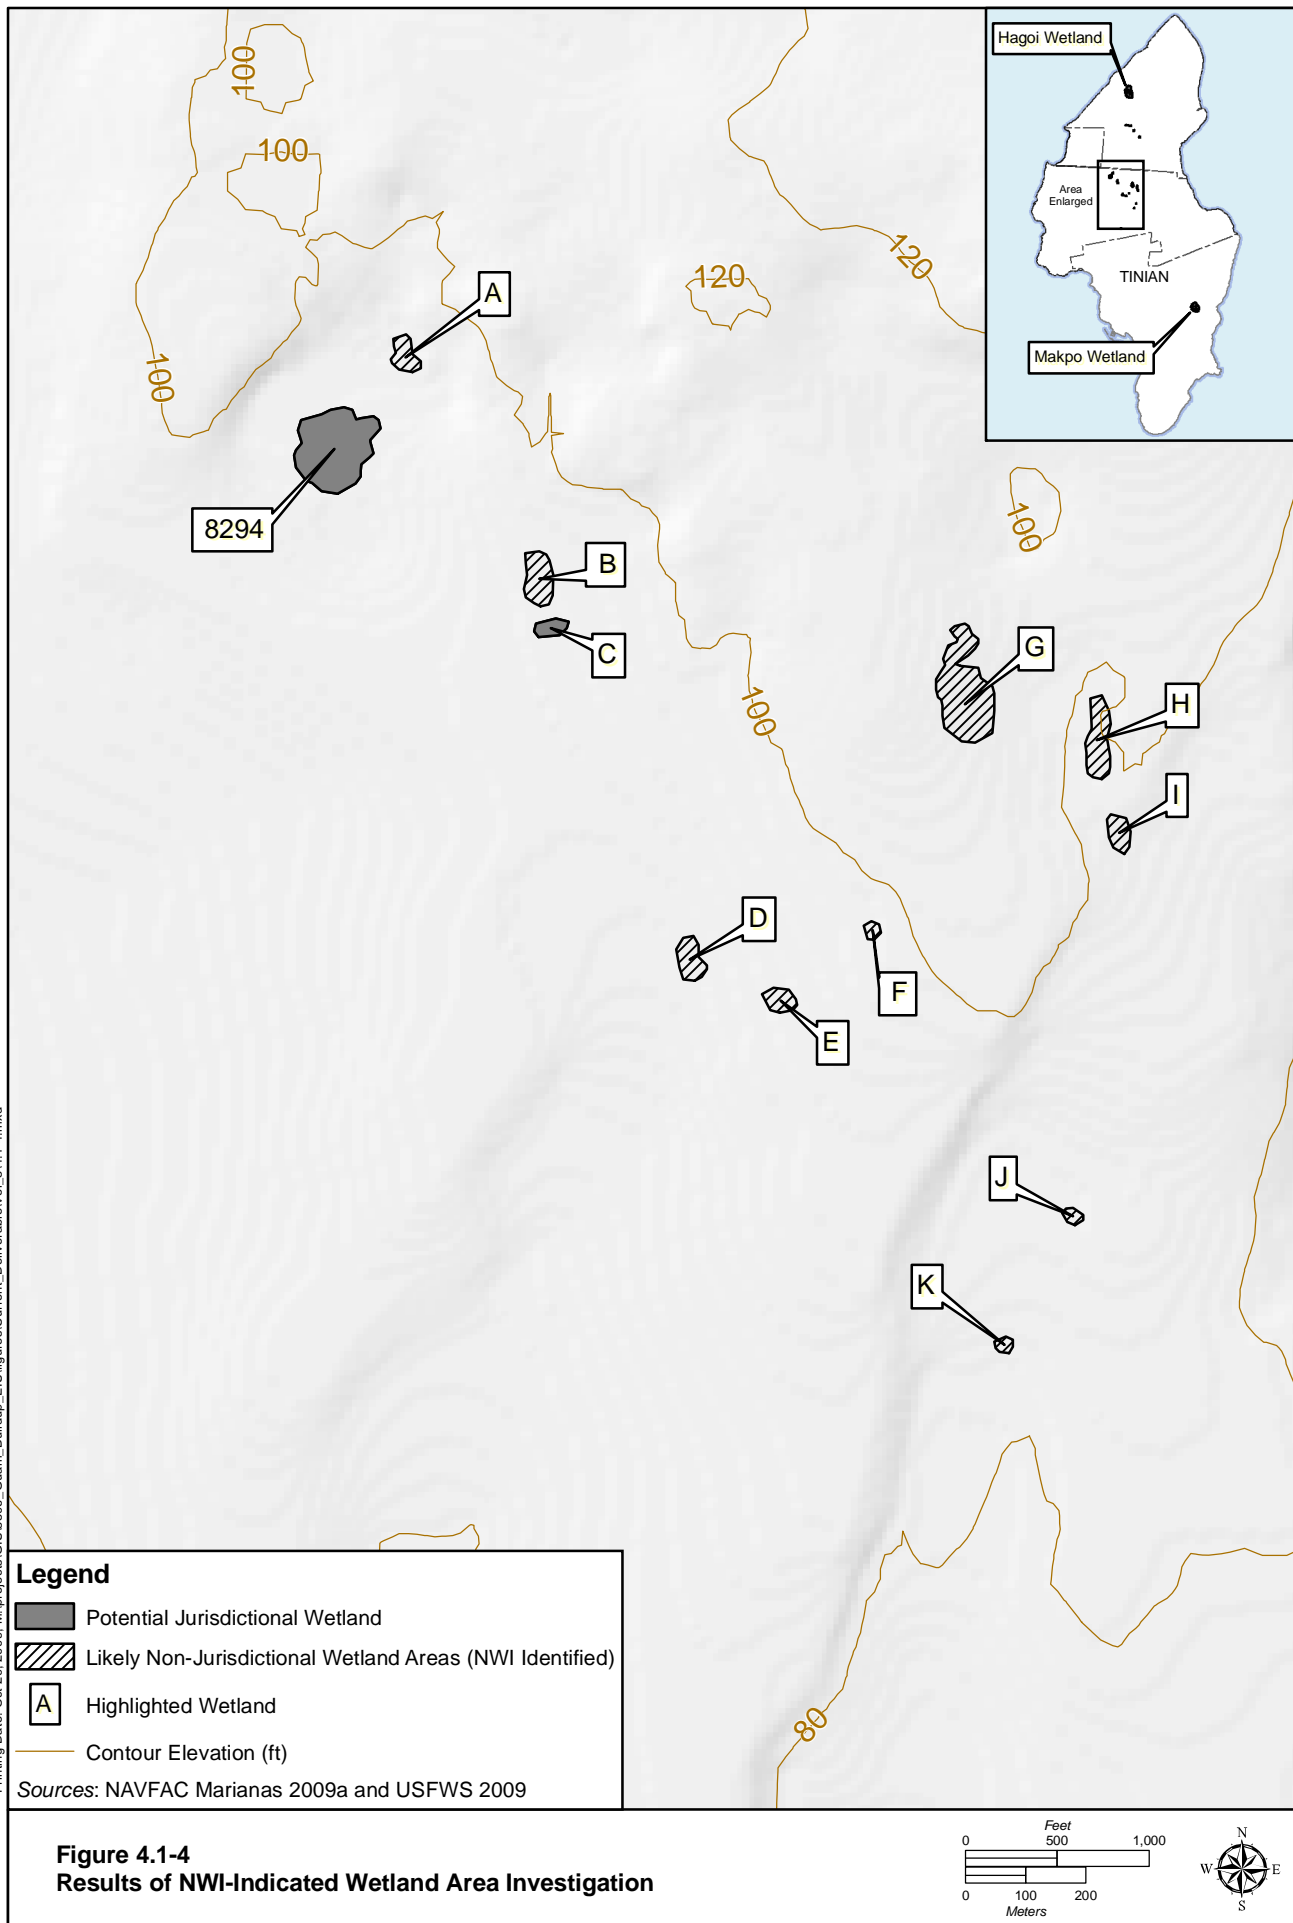 Hagoi Wetland
Area
Enlarged
TINIAN
Makpo Wetland
100
100
120
120
A
100
8294
100
B
C
G
H
100
I
D
F
E
J
K
80
Legend
Potential Jurisdictional Wetland
Likely Non-Jurisdictional Wetland Areas (NWI Identified)
A Highlighted Wetland
Contour Elevation (ft)
Sources: NAVFAC Marianas 2009a and USFWS 2009
Figure 4.1-4
Results of NWI-Indicated Wetland Area Investigation
Feet
0 500 1,000
0 100 200
Meters
N
W E
S